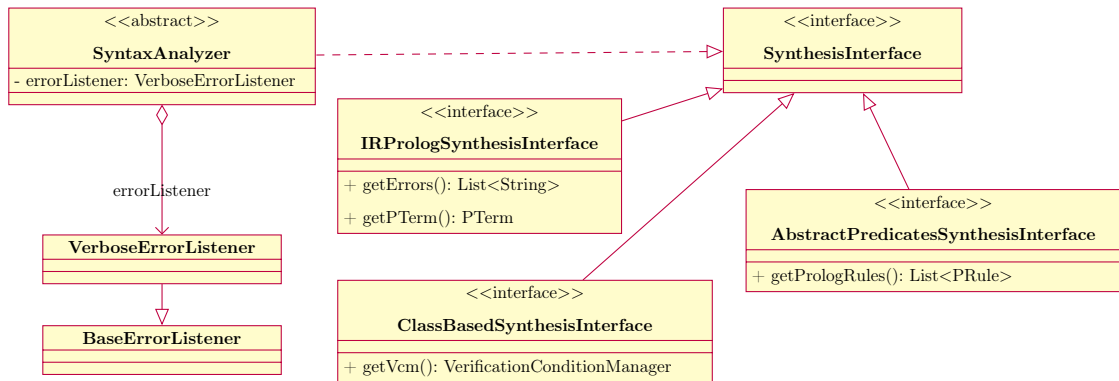 <<abstract>>
SyntaxAnalyzer
- errorListener: VerboseErrorListener
<<interface>>
SynthesisInterface
<<interface>>
IRPrologSynthesisInterface
+ getErrors(): List<String>
+ getPTerm(): PTerm
errorListener
<<interface>>
AbstractPredicatesSynthesisInterface
+ getPrologRules(): List<PRule>
VerboseErrorListener
<<interface>>
ClassBasedSynthesisInterface
+ getVcm(): VerificationConditionManager
BaseErrorListener